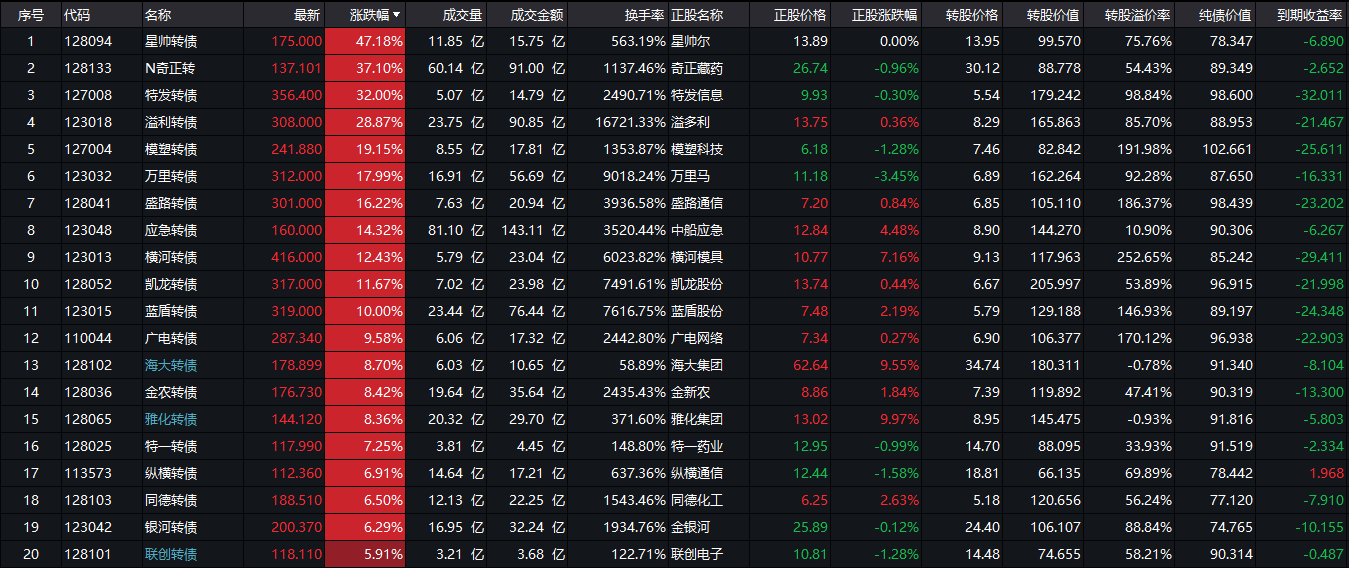 序号 代码 名称 最新 涨跌幅 成交量 成交金额 换手率 正股名称 正股价格 正股涨跌幅 转股价格 转股价值 转股溢价率 纯债价值 到期收益率
1 128094 星帅转债 175.000 47.18% 11.85 亿 15.75 亿 563.19% 星帅尔 13.89 0.00% 13.95 99.570 75.76% 78.347 -6.890
2 128133 N奇正转 137.101 37.10% 60.14 亿 91.00 亿 1137.46% 奇正藏药 26.74 -0.96% 30.12 88.778 54.43% 89.349 -2.652
3 127008 特发转债 356.400 32.00% 5.07 亿 14.79 亿 2490.71% 特发信息 9.93 -0.30% 5.54 179.242 98.84% 98.600 -32.011
4 123018 溢利转债 308.000 28.87% 23.75 亿 90.85 亿 16721.33% 溢多利 13.75 0.36% 8.29 165.863 85.70% 88.953 -21.467
5 127004 模塑转债 241.880 19.15% 8.55 亿 17.81 亿 1353.87% 模塑科技 6.18 -1.28% 7.46 82.842 191.98% 102.661 -25.611
6 123032 万里转债 312.000 17.99% 16.91 亿 56.69 亿 9018.24% 万里马 11.18 -3.45% 6.89 162.264 92.28% 87.650 -16.331
7 128041 盛路转债 301.000 16.22% 7.63 亿 20.94 亿 3936.58% 盛路通信 7.20 0.84% 6.85 105.110 186.37% 98.439 -23.202
8 123048 应急转债 160.000 14.32% 81.10 亿 143.11 亿 3520.44% 中船应急 12.84 4.48% 8.90 144.270 10.90% 90.306 -6.267
9 123013 横河转债 416.000 12.43% 5.79 亿 23.04 亿 6023.82% 横河模具 10.77 7.16% 9.13 117.963 252.65% 85.242 -29.411
10 128052 凯龙转债 317.000 11.67% 7.02 亿 23.98 亿 7491.61% 凯龙股份 13.74 0.44% 6.67 205.997 53.89% 96.915 -21.998
11 123015 蓝盾转债 319.000 10.00% 23.44 亿 76.44 亿 7616.75% 蓝盾股份 7.48 2.19% 5.79 129.188 146.93% 89.197 -24.348
12 110044 广电转债 287.340 9.58% 6.06 亿 17.32 亿 2442.80% 广电网络 7.34 0.27% 6.90 106.377 170.12% 96.938 -22.903
13 128102 海大转债 178.899 8.70% 6.03 亿 10.65 亿 58.89% 海大集团 62.64 9.55% 34.74 180.311 -0.78% 91.340 -8.104
14 128036 金农转债 176.730 8.42% 19.64 亿 35.64 亿 2435.43% 金新农 8.86 1.84% 7.39 119.892 47.41% 90.319 -13.300
15 128065 雅化转债 144.120 8.36% 20.32 亿 29.70 亿 371.60% 雅化集团 13.02 9.97% 8.95 145.475 -0.93% 91.816 -5.803
16 128025 特一转债 117.990 7.25% 3.81 亿 4.45 亿 148.80% 特一药业 12.95 -0.99% 14.70 88.095 33.93% 91.519 -2.334
17 113573 纵横转债 112.360 6.91% 14.64 亿 17.21 亿 637.36% 纵横通信 12.44 -1.58% 18.81 66.135 69.89% 78.442 1.968
18 128103 同德转债 188.510 6.50% 12.13 亿 22.25 亿 1543.46% 同德化工 6.25 2.63% 5.18 120.656 56.24% 77.120 -7.910
19 123042 银河转债 200.370 6.29% 16.95 亿 32.24 亿 1934.76% 金银河 25.89 -0.12% 24.40 106.107 88.84% 74.765 -10.155
20 128101 联创转债 118.110 5.91% 3.21 亿 3.68 亿 122.71% 联创电子 10.81 -1.28% 14.48 74.655 58.21% 90.314 -0.487